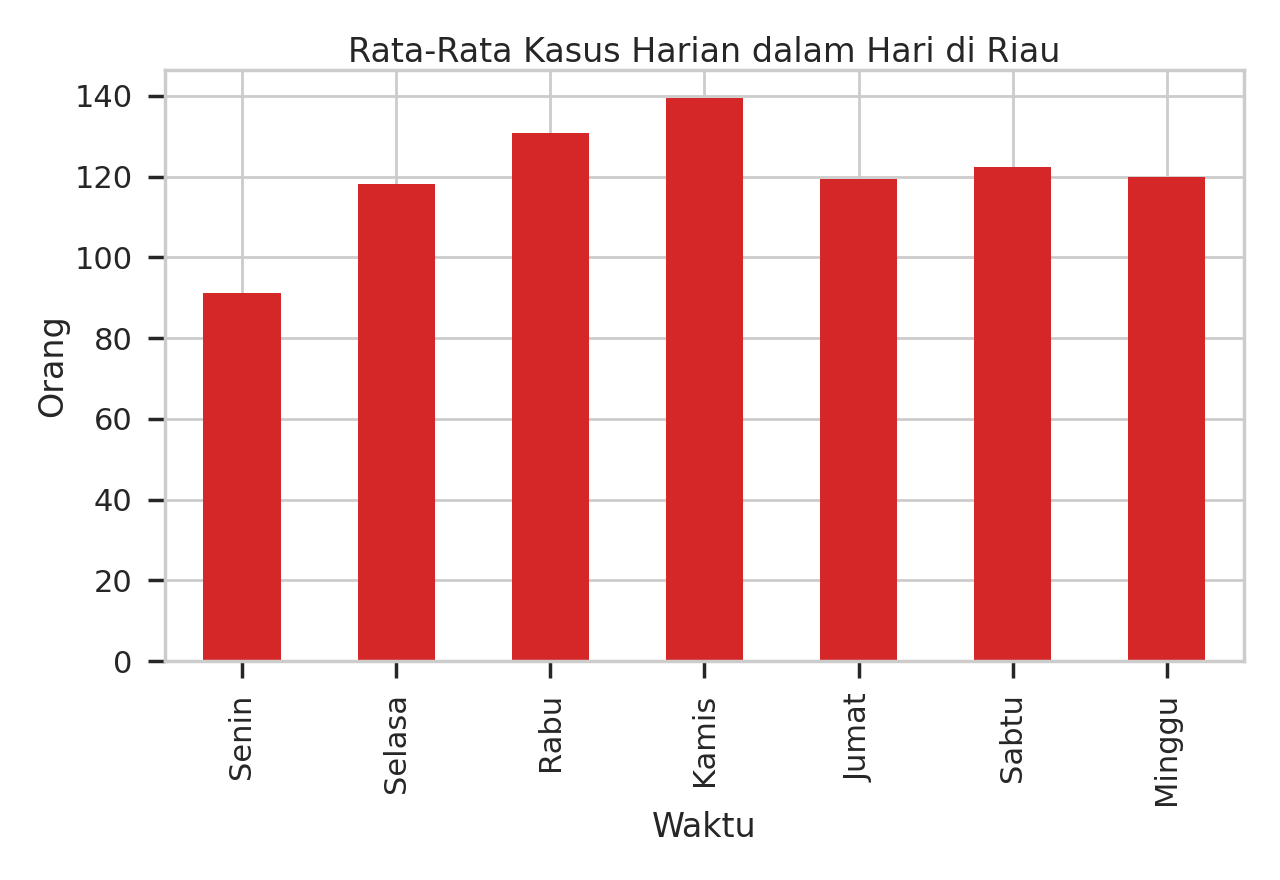 Rata-Rata Kasus Harian dalam Hari di Riau
Orang
140
120
100
80
60
40
20
0
Senin
Selasa
Rabu
Kamis
Jumat
Sabtu
Minggu
Waktu